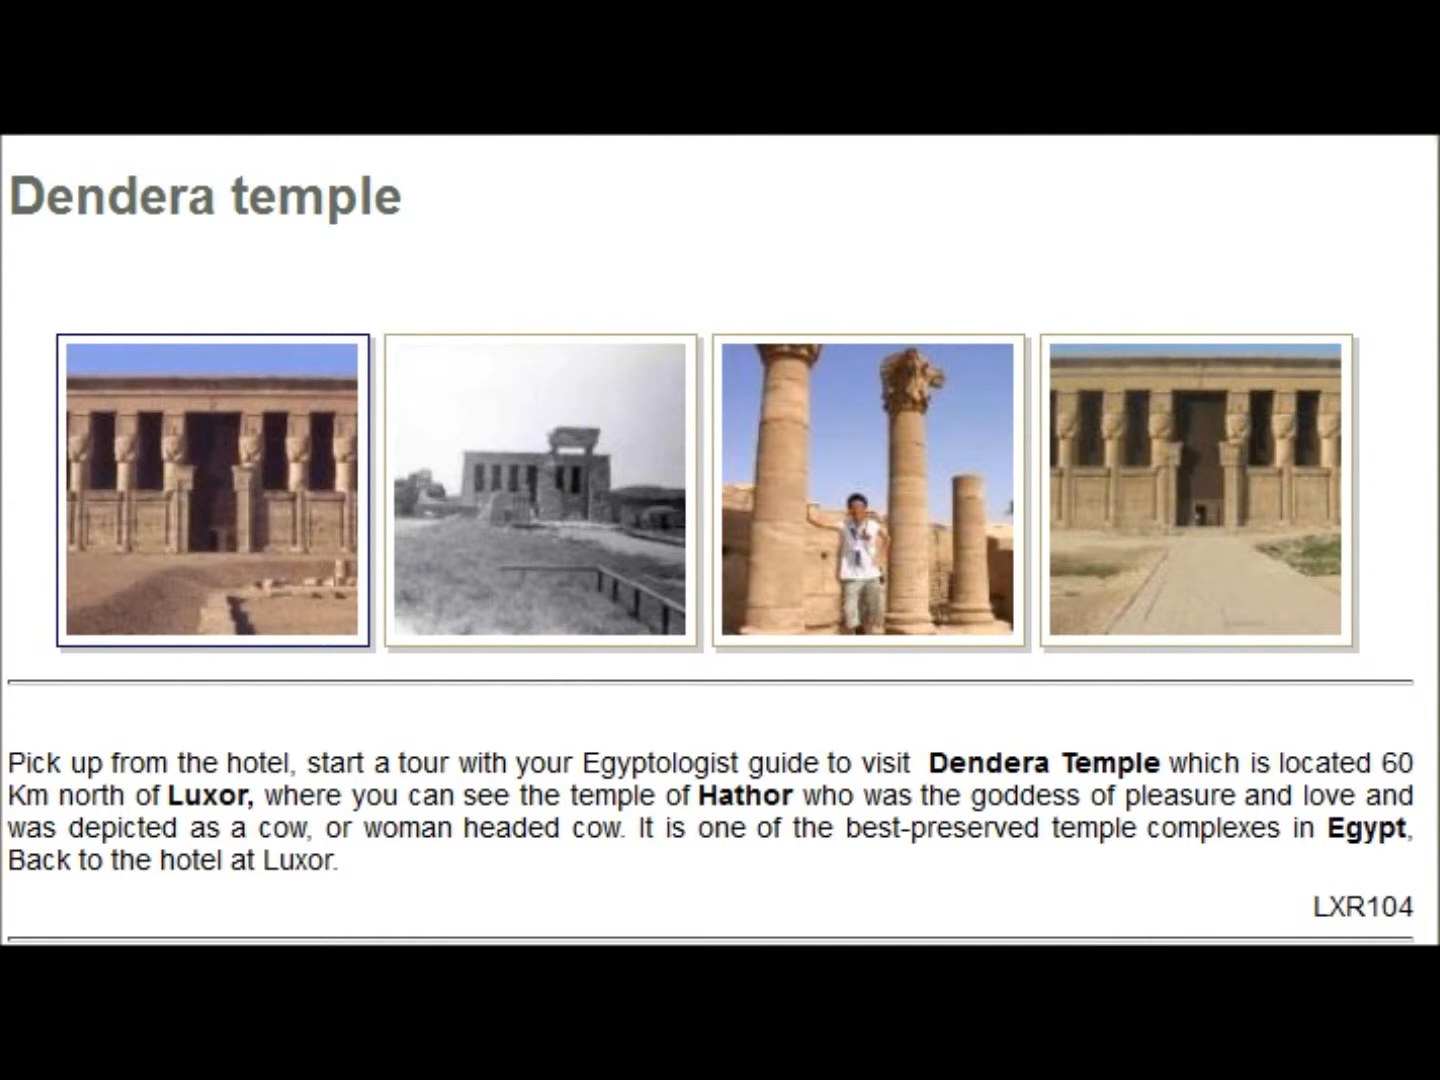 Dendera temple
Pick up from the hotel, start a tour with your Egyptologist guide to visit Dendera Temple which is located 60
Km north of Luxor, where you can see the temple of Hathor who was the goddess of pleasure and love and
was depicted as a cow, or woman headed cow. It is one of the best-preserved temple complexes in Egypt,
Back to the hotel at Luxor.
LXR104